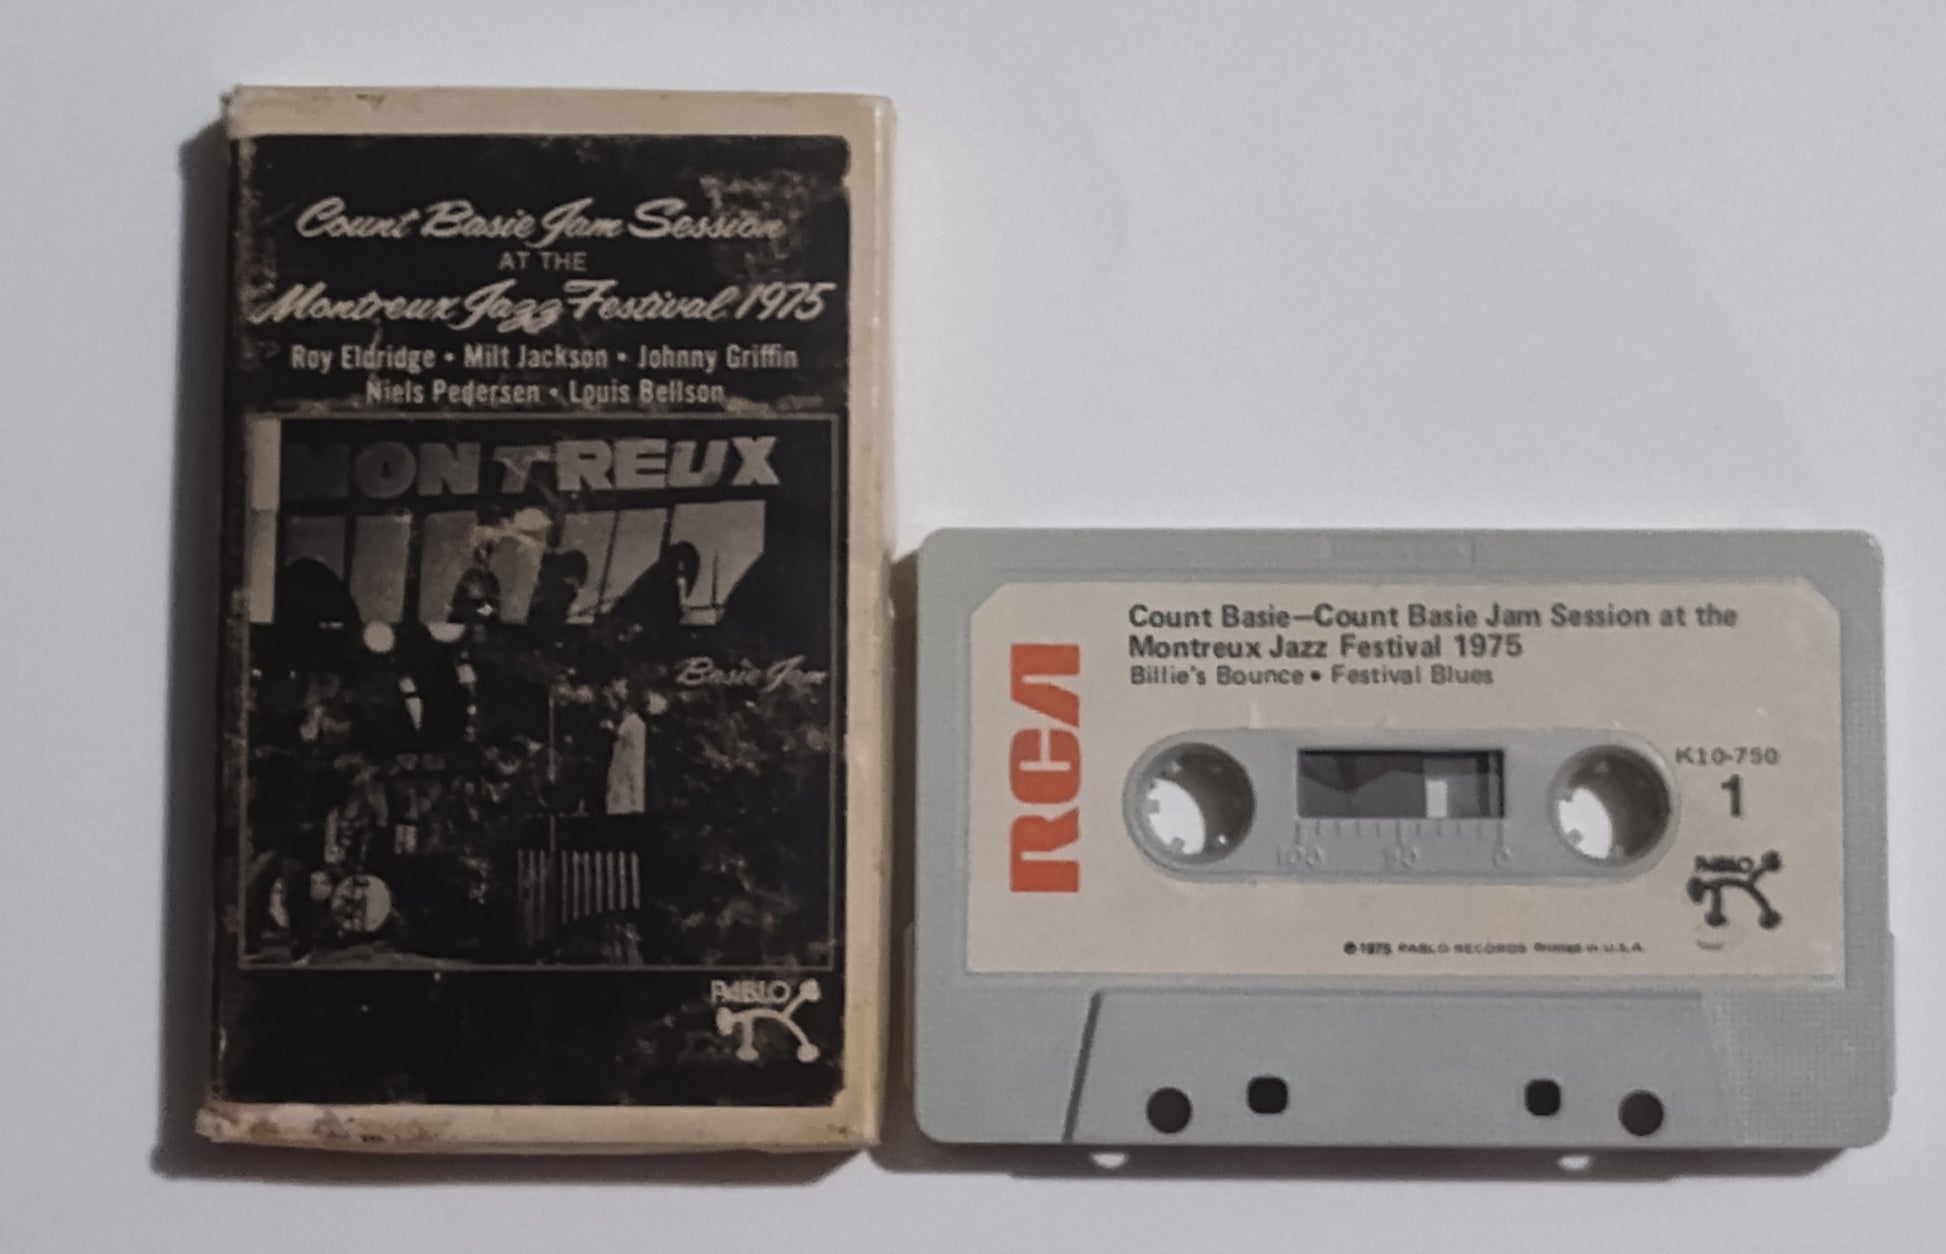 Count Basie Jam Session
AT THE
Montreux Jazz Festival 1975
Roy Eldridge • Milt Jackson • Johnny Griffin
Niels Pedersen • Louis Bellson
MONTREUX
Basie Jam
PABLO
RCA
Count Basie—Count Basie Jam Session at the
Montreux Jazz Festival 1975
Billie's Bounce • Festival Blues
K10-750
1
100 50 0
PABLO
©1975 PABLO RECORDS Printed in U.S.A.